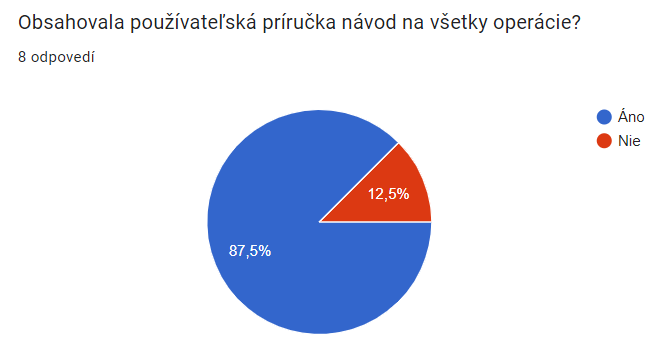 Obsahovala používateľská príručka návod na všetky operácie?
8 odpovedí
Áno
Nie
12,5%
87,5%